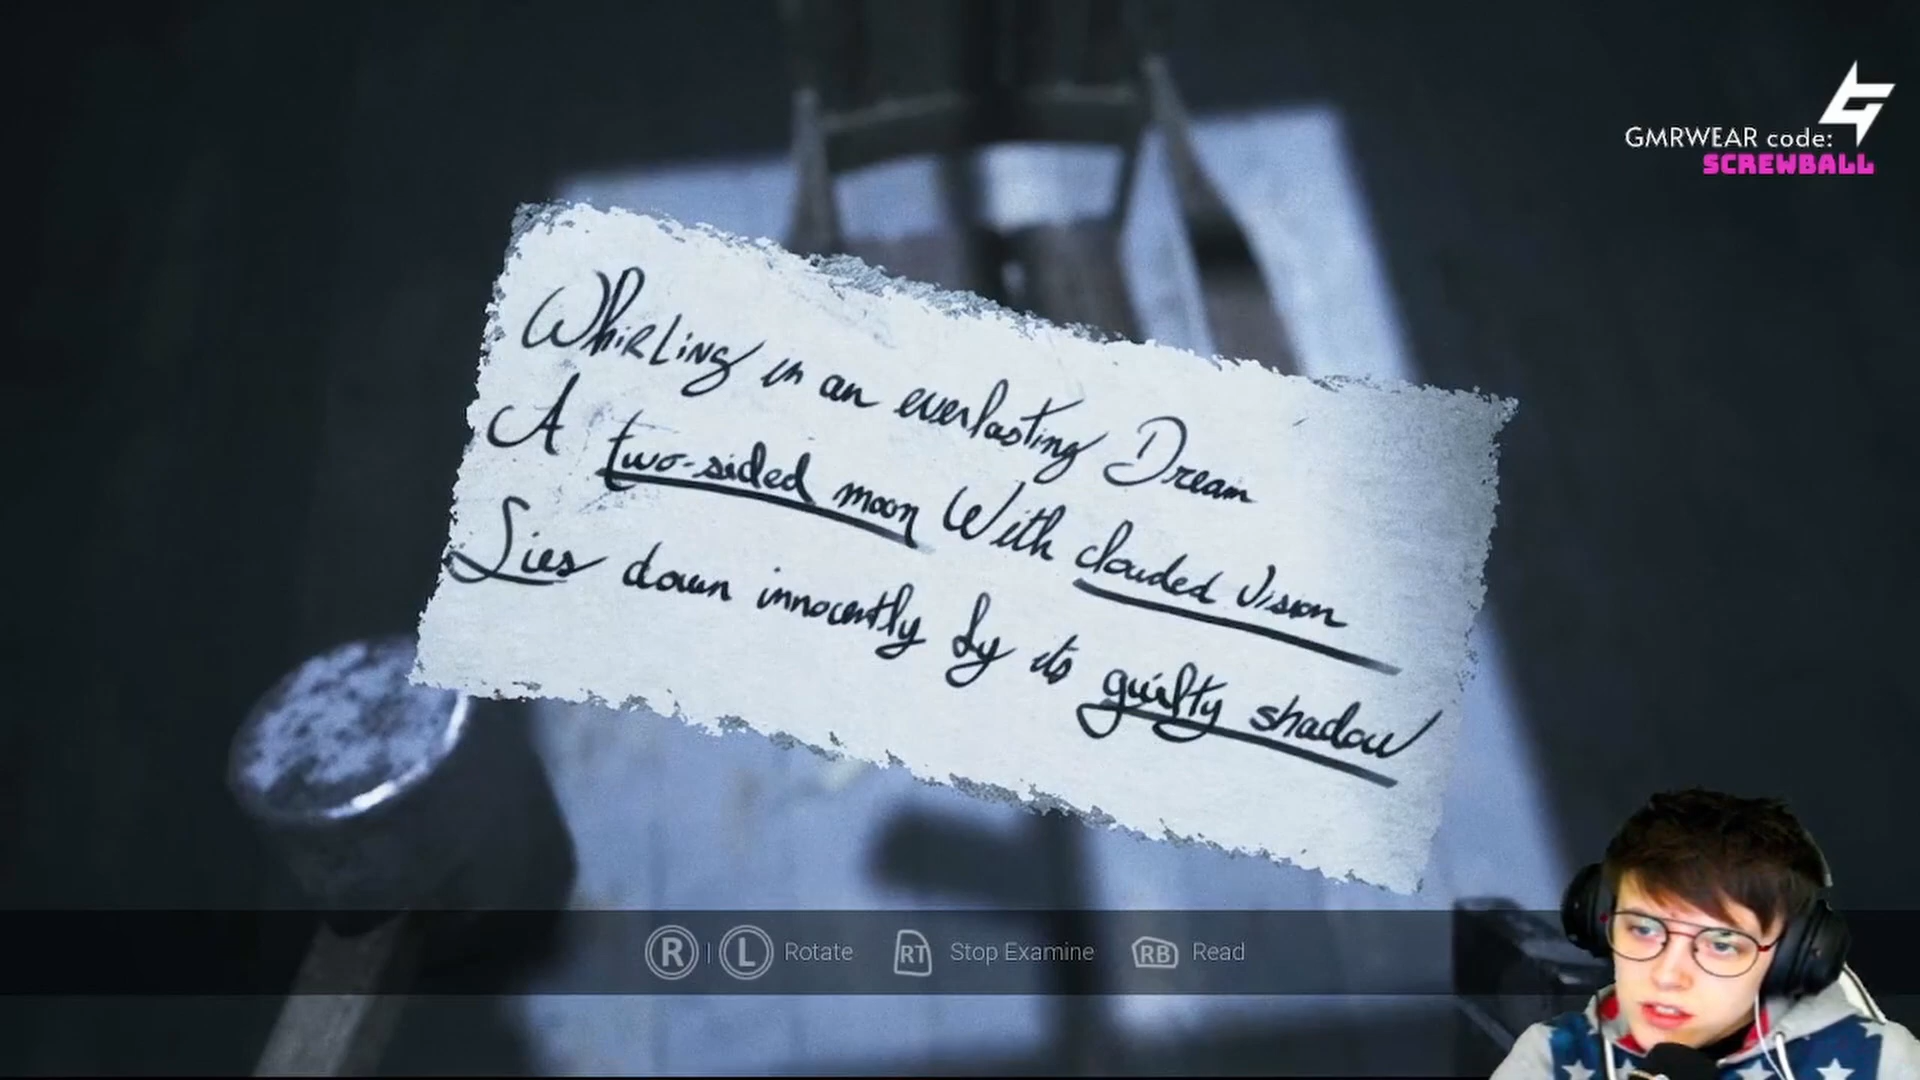 GMRWEAR code:
SCREWBALL
Whirling in an everlasting Dream
A two-sided moon With clouded Vision
Lies down innocently by its guilty shadow
R | L Rotate RT Stop Examine RB Read